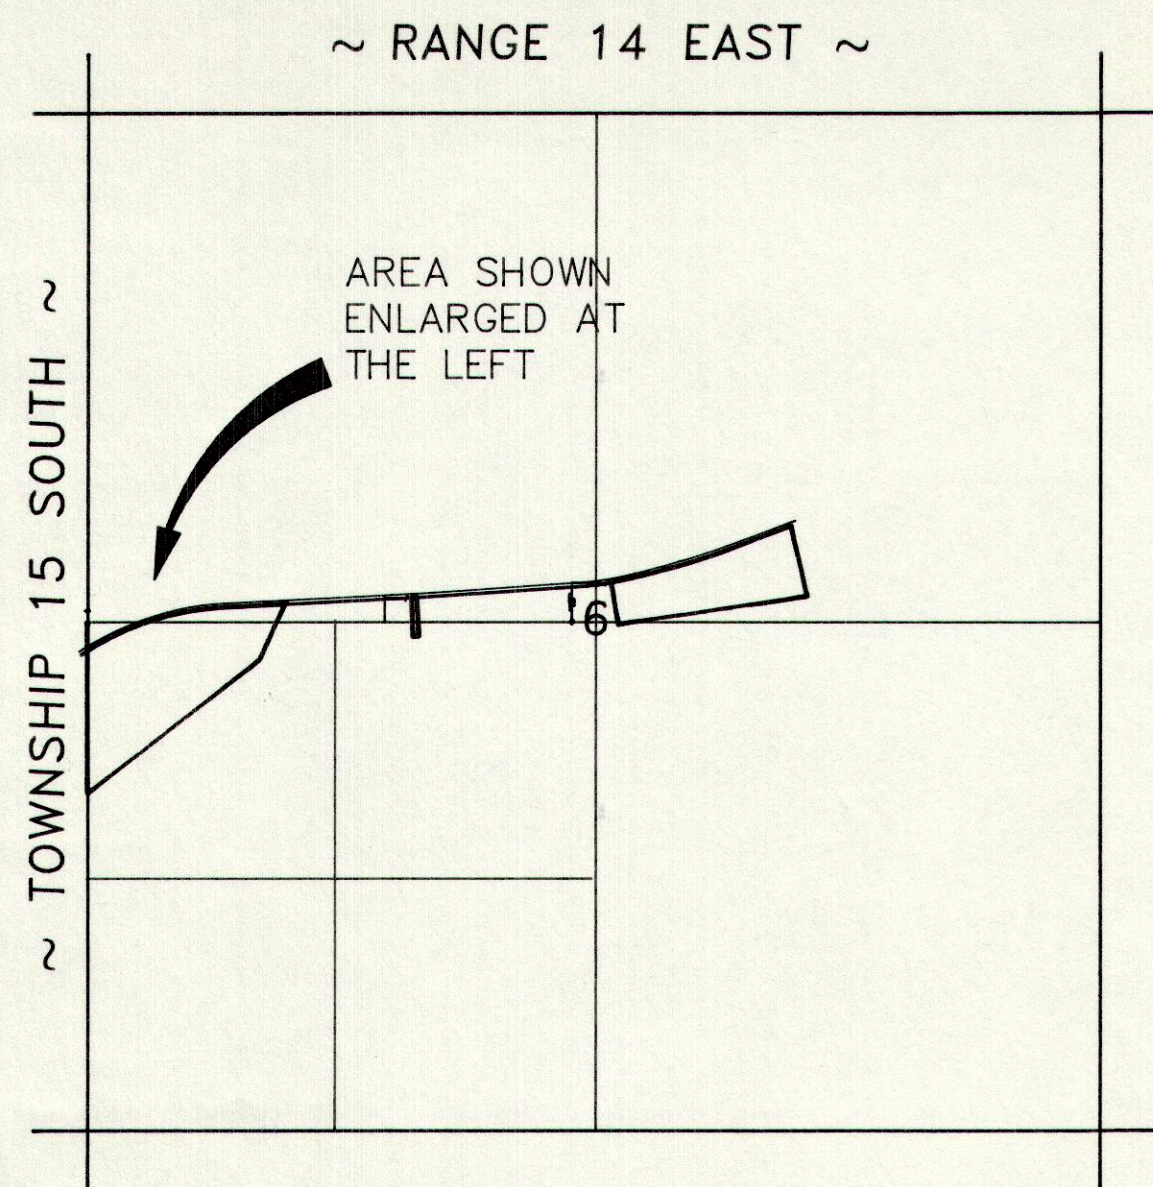 ~ RANGE 14 EAST ~
AREA SHOWN
ENLARGED AT
THE LEFT
~ TOWNSHIP 15 SOUTH ~
6